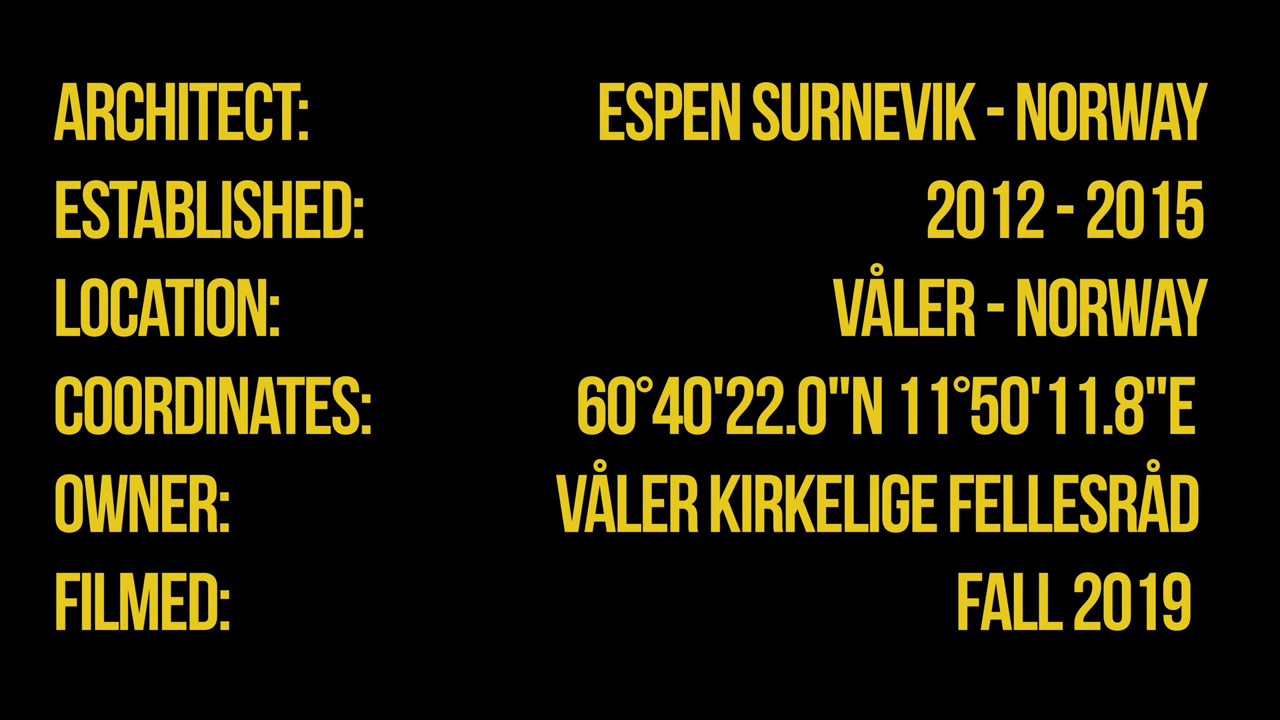 ARCHITECT: ESPEN SURNEVIK - NORWAY
ESTABLISHED: 2012 - 2015
LOCATION: VÅLER - NORWAY
COORDINATES: 60°40'22.0"N 11°50'11.8"E
OWNER: VÅLER KIRKELIGE FELLESRÅD
FILMED: FALL 2019